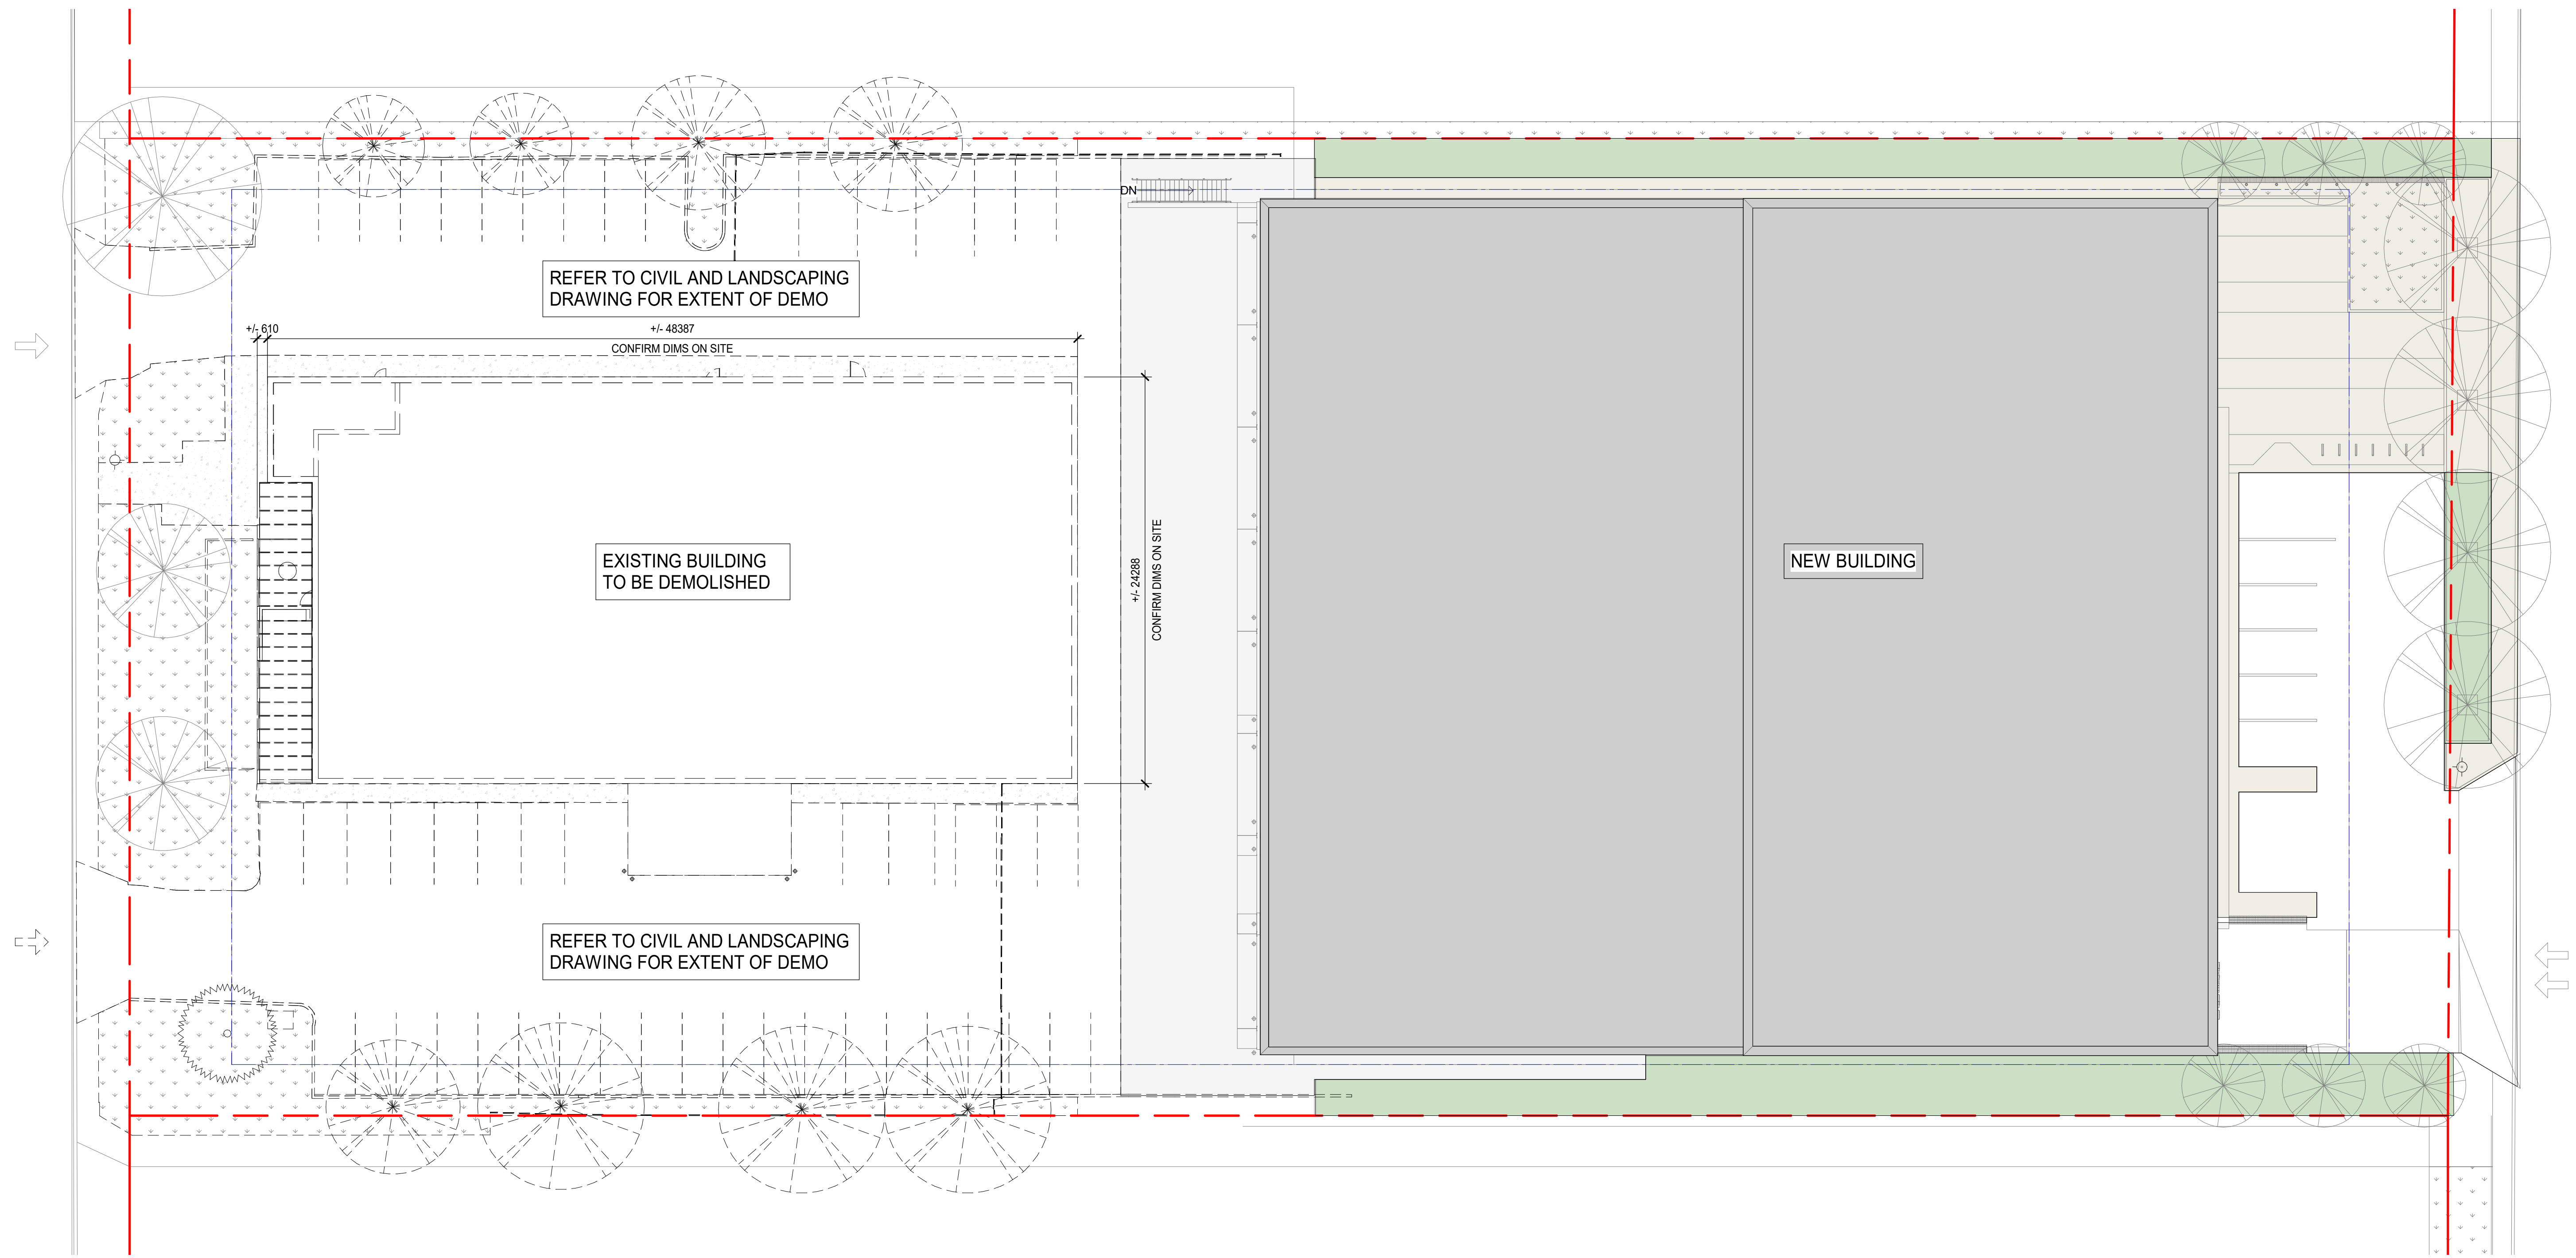 DN
REFER TO CIVIL AND LANDSCAPING
DRAWING FOR EXTENT OF DEMO
+/- 610
+/- 48387
CONFIRM DIMS ON SITE
EXISTING BUILDING
TO BE DEMOLISHED
+/- 24288
CONFIRM DIMS ON SITE
NEW BUILDING
REFER TO CIVIL AND LANDSCAPING
DRAWING FOR EXTENT OF DEMO